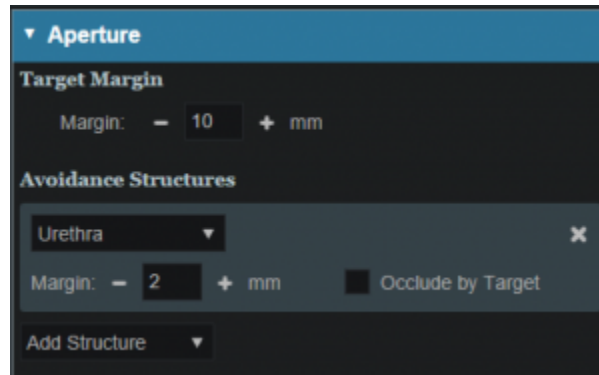 Aperture
Target Margin
Margin: − 10 + mm
Avoidance Structures
Urethra
Margin: − 2 + mm Occlude by Target
Add Structure